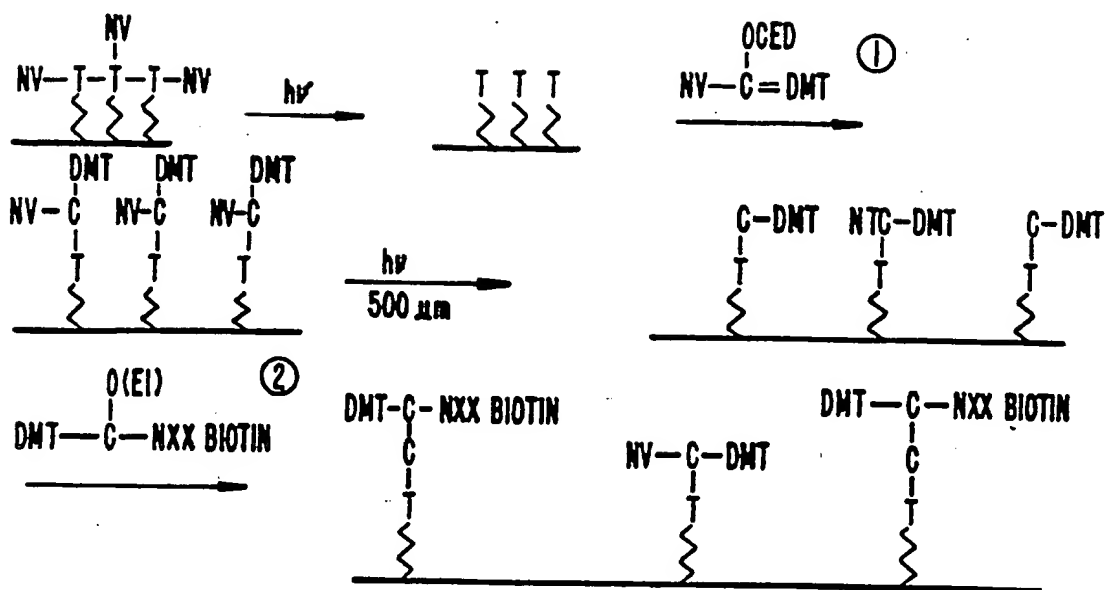 NV
NV—T—T—T—NV
hν
T T T
OCED
NV—C=DMT
①
DMT DMT DMT
NV—C NV—C NV—C
T T T
hν
500 µm
C—DMT NTC—DMT C—DMT
T T T
②
O(EI)
DMT—C—NXX BIOTIN
DMT—C—NXX BIOTIN
C
T
NV—C—DMT
T
DMT—C—NXX BIOTIN
C
T